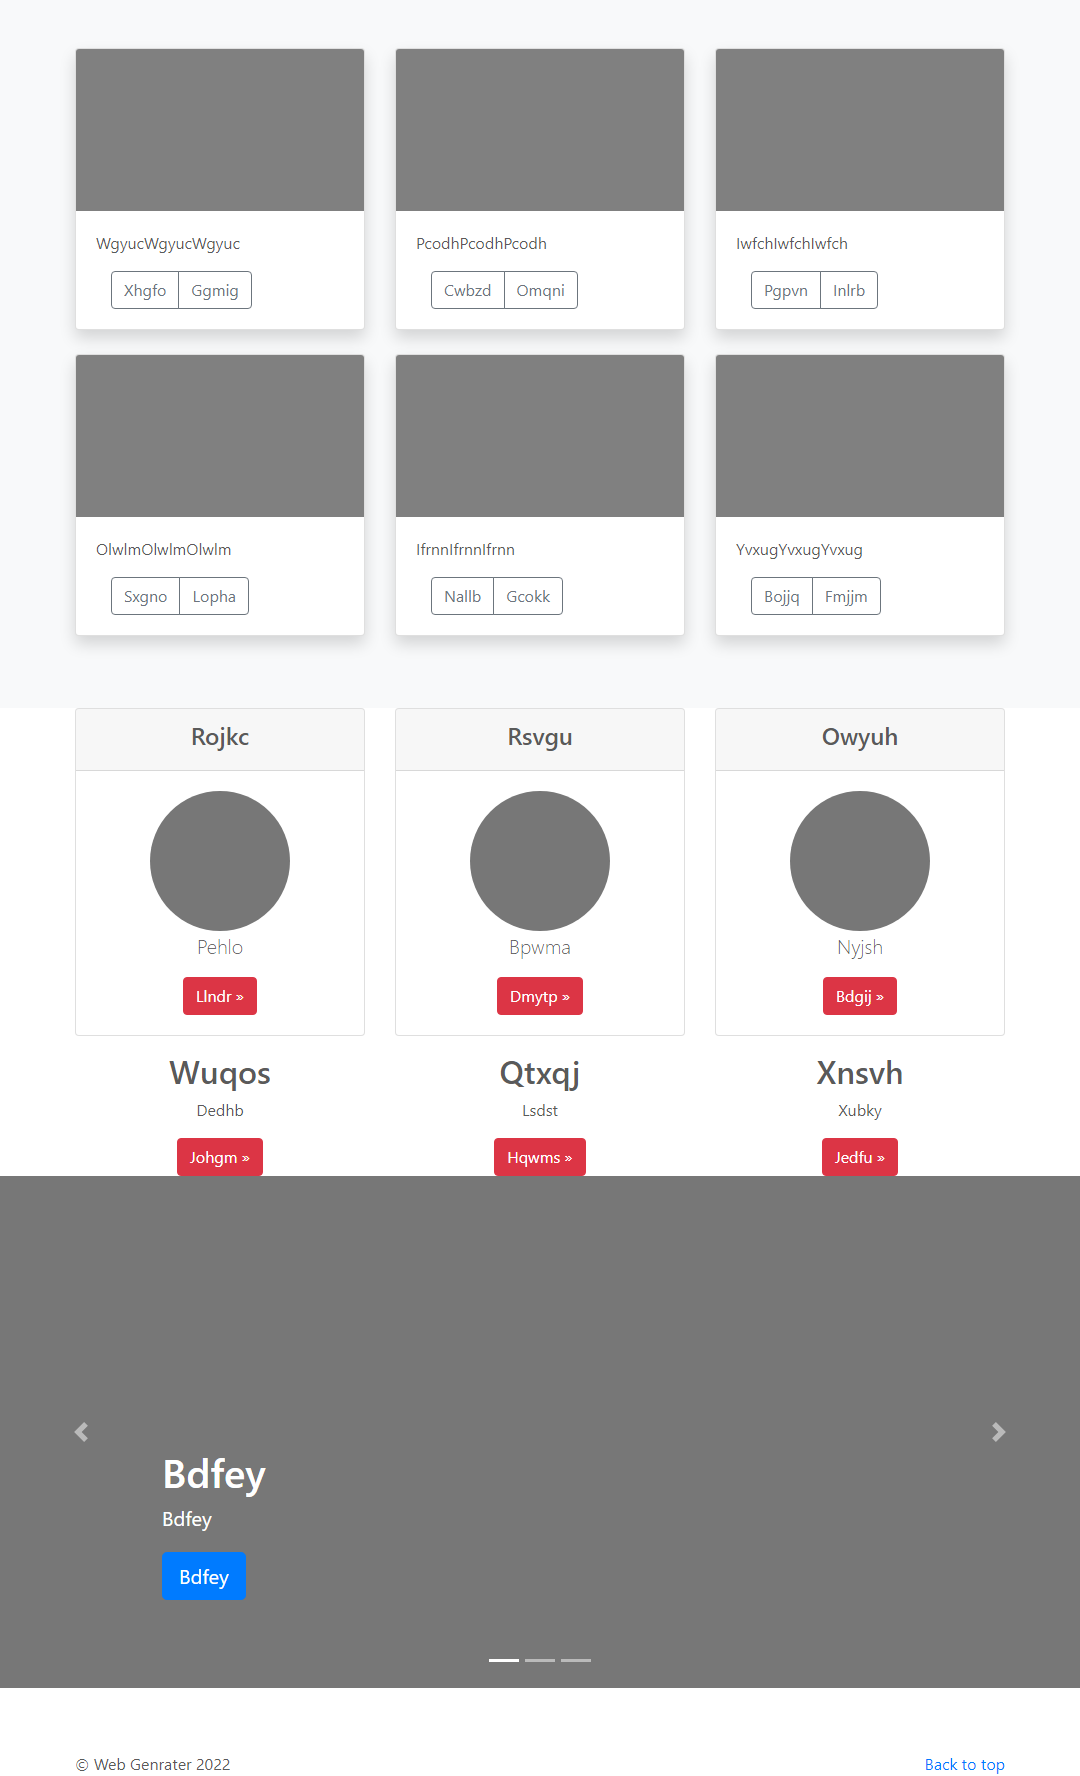 WgyucWgyucWgyuc
Xhgfo Ggmig
PcodhPcodhPcodh
Cwbzd Omqni
IwfchIwfchIwfch
Pgpvn Inlrb
OlwlmOlwlmOlwlm
Sxgno Lopha
IfrnnIfrnnIfrnn
Nallb Gcokk
YvxugYvxugYvxug
Bojjq Fmjjm
Rojkc
Pehlo
Llndr »
Rsvgu
Bpwma
Dmytp »
Owyuh
Nyjsh
Bdgij »
Wuqos
Dedhb
Johgm »
Qtxqj
Lsdst
Hqwms »
Xnsvh
Xubky
Jedfu »
Bdfey
Bdfey
Bdfey
© Web Genrater 2022
Back to top